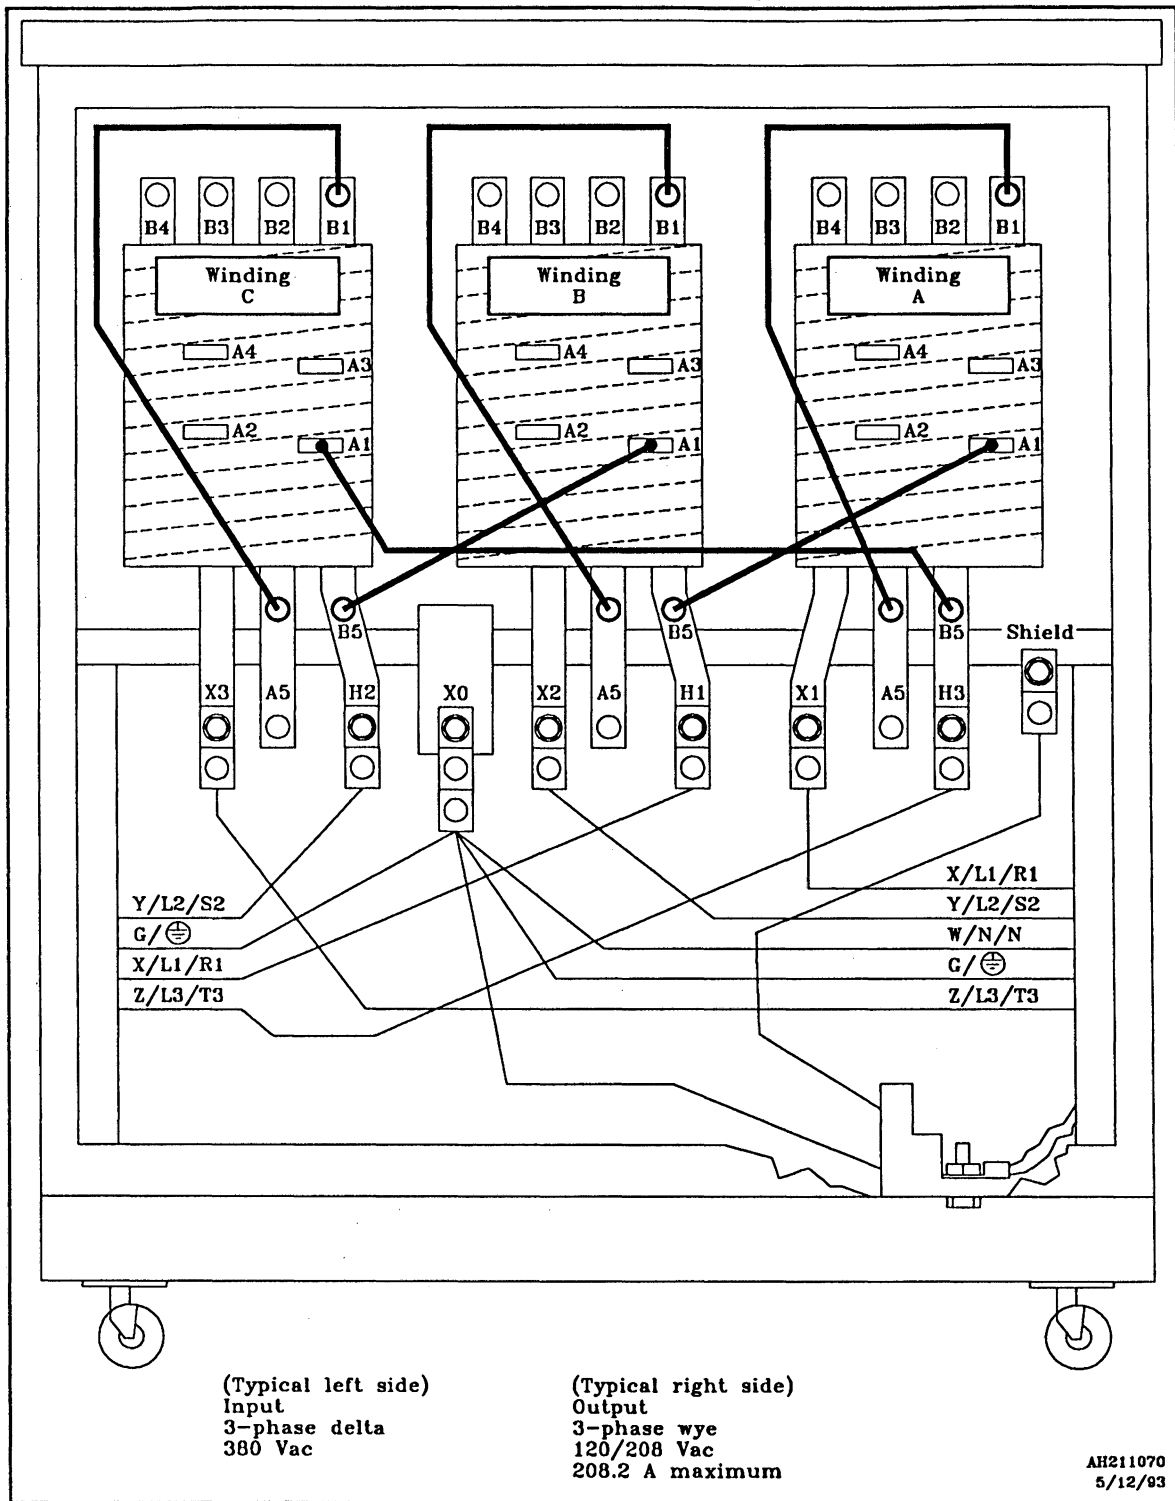 B4 B3 B2 B1 B4 B3 B2 B1 B4 B3 B2 B1
Winding Winding Winding
C B A
A4 A4 A4
A3 A3 A3
A2 A2 A2
A1 A1 A1
B5 B5 B5 Shield
X3 A5 H2 X0 X2 A5 H1 X1 A5 H3
X/L1/R1
Y/L2/S2 Y/L2/S2
G/⏚ W/N/N
X/L1/R1 G/⏚
Z/L3/T3 Z/L3/T3
(Typical left side) (Typical right side)
Input Output
3-phase delta 3-phase wye
380 Vac 120/208 Vac
208.2 A maximum
AH211070
5/12/93